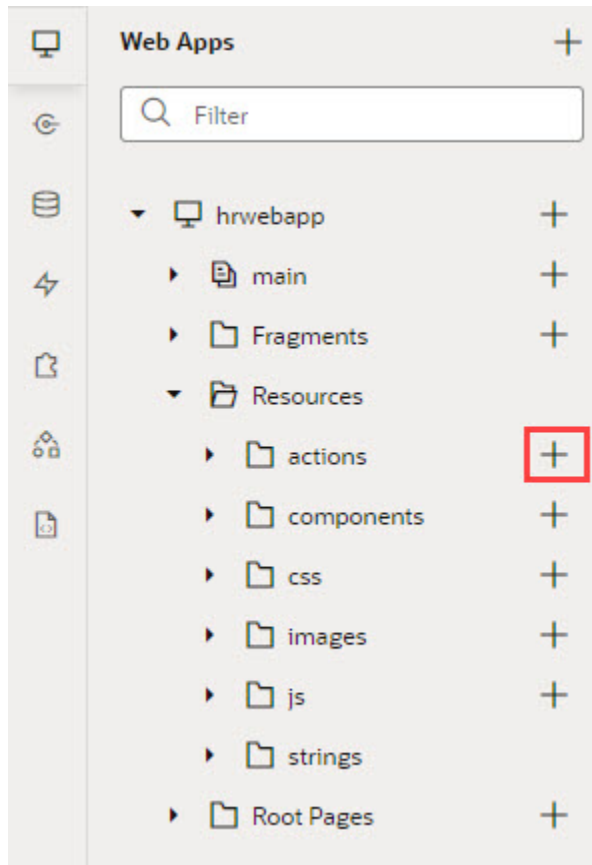 Web Apps
Filter
hrwebapp
main
Fragments
Resources
actions
components
css
images
js
strings
Root Pages